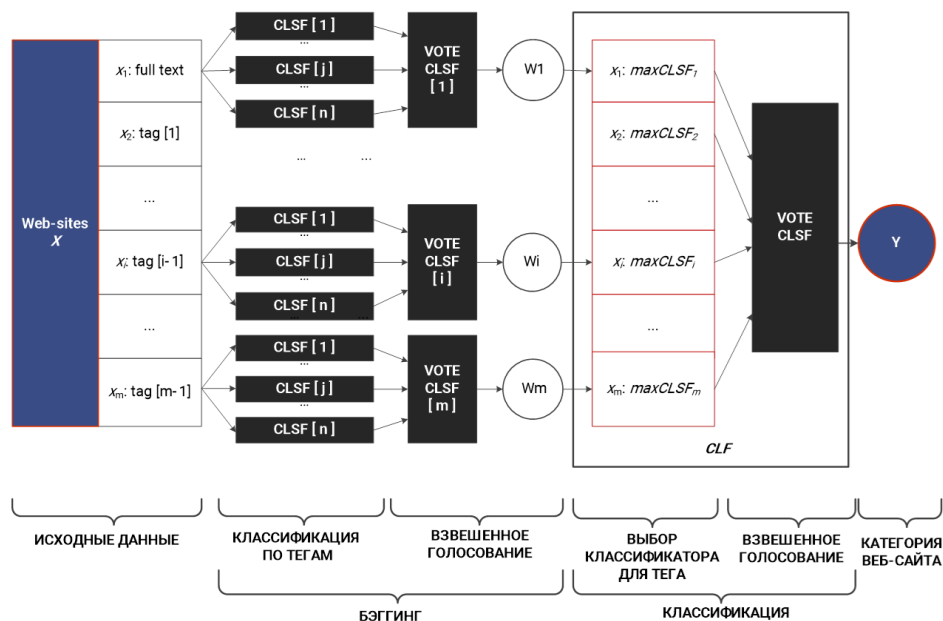 Web-sites
X
x₁: full text
x₂: tag [1]
...
xᵢ: tag [i-1]
...
xₘ: tag [m-1]
CLSF [ 1 ]
...
CLSF [ j ]
...
CLSF [ n ]
VOTE
CLSF
[ 1 ]
W1
... ...
CLSF [ 1 ]
...
CLSF [ j ]
CLSF [ n ]
... ...
VOTE
CLSF
[ i ]
Wi
CLSF [ 1 ]
...
CLSF [ j ]
...
CLSF [ n ]
VOTE
CLSF
[ m ]
Wm
x₁: maxCLSF₁
x₂: maxCLSF₂
...
xᵢ: maxCLSFᵢ
...
xₘ: maxCLSFₘ
VOTE
CLSF
CLF
Y
ИСХОДНЫЕ ДАННЫЕ
КЛАССИФИКАЦИЯ
ПО ТЕГАМ
ВЗВЕШЕННОЕ
ГОЛОСОВАНИЕ
ВЫБОР
КЛАССИФИКАТОРА
ДЛЯ ТЕГА
ВЗВЕШЕННОЕ
ГОЛОСОВАНИЕ
КАТЕГОРИЯ
ВЕБ-САЙТА
БЭГГИНГ
КЛАССИФИКАЦИЯ